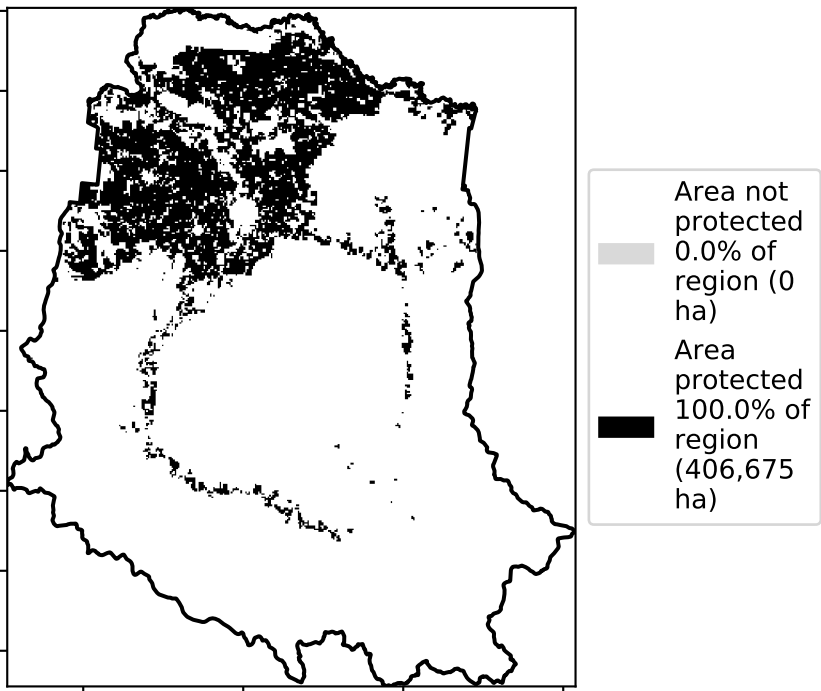 Area not
protected
0.0% of
region (0
ha)
Area
protected
100.0% of
region
(406,675
ha)